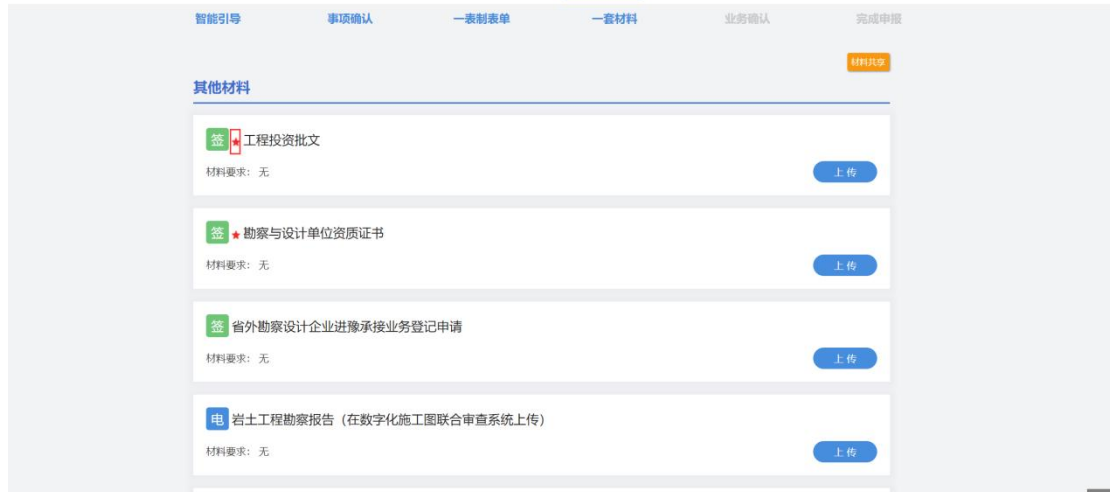 智能引导 事项确认 一表制表单 一套材料 业务确认 完成申报
材料共享
其他材料
签 ★ 工程投资批文
材料要求: 无
上传
签 ★ 勘察与设计单位资质证书
材料要求: 无
上传
签 省外勘察设计企业进豫承接业务登记申请
材料要求: 无
上传
电 岩土工程勘察报告（在数字化施工图联合审查系统上传）
材料要求: 无
上传